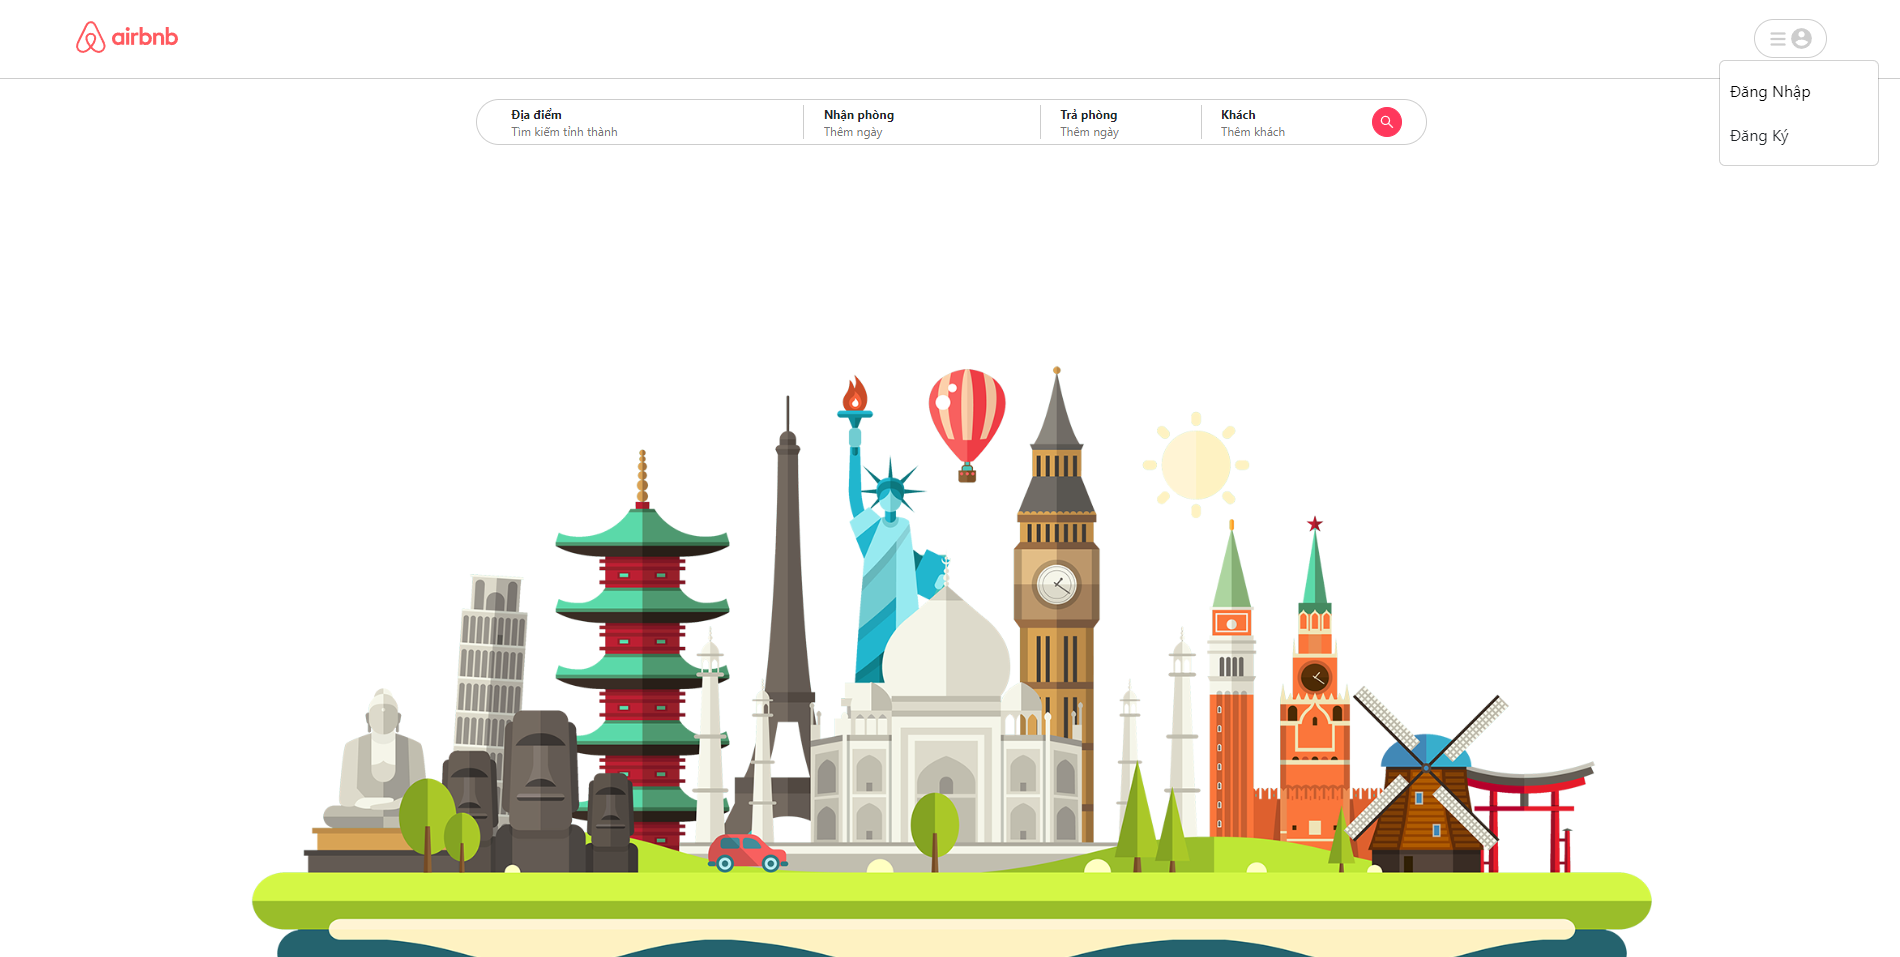 airbnb
Đăng Nhập
Đăng Ký
Địa điểm
Tìm kiếm tỉnh thành
Nhận phòng
Thêm ngày
Trả phòng
Thêm ngày
Khách
Thêm khách